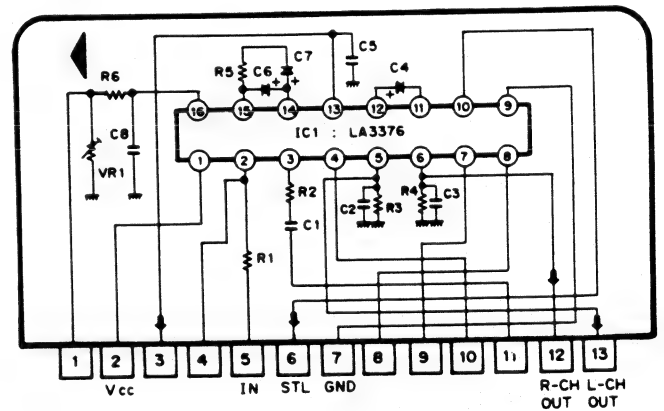 C7
C5
R5
C6
C4
R6
+
+
+
16
15
14
13
12
11
10
9
C8
IC1 : LA3376
VR1
1
2
3
4
5
6
7
8
R2
R4
C3
C2
R3
C1
R1
1
2
3
4
5
6
7
8
9
10
11
12
13
Vcc
IN
STL
GND
R-CH
OUT
L-CH
OUT